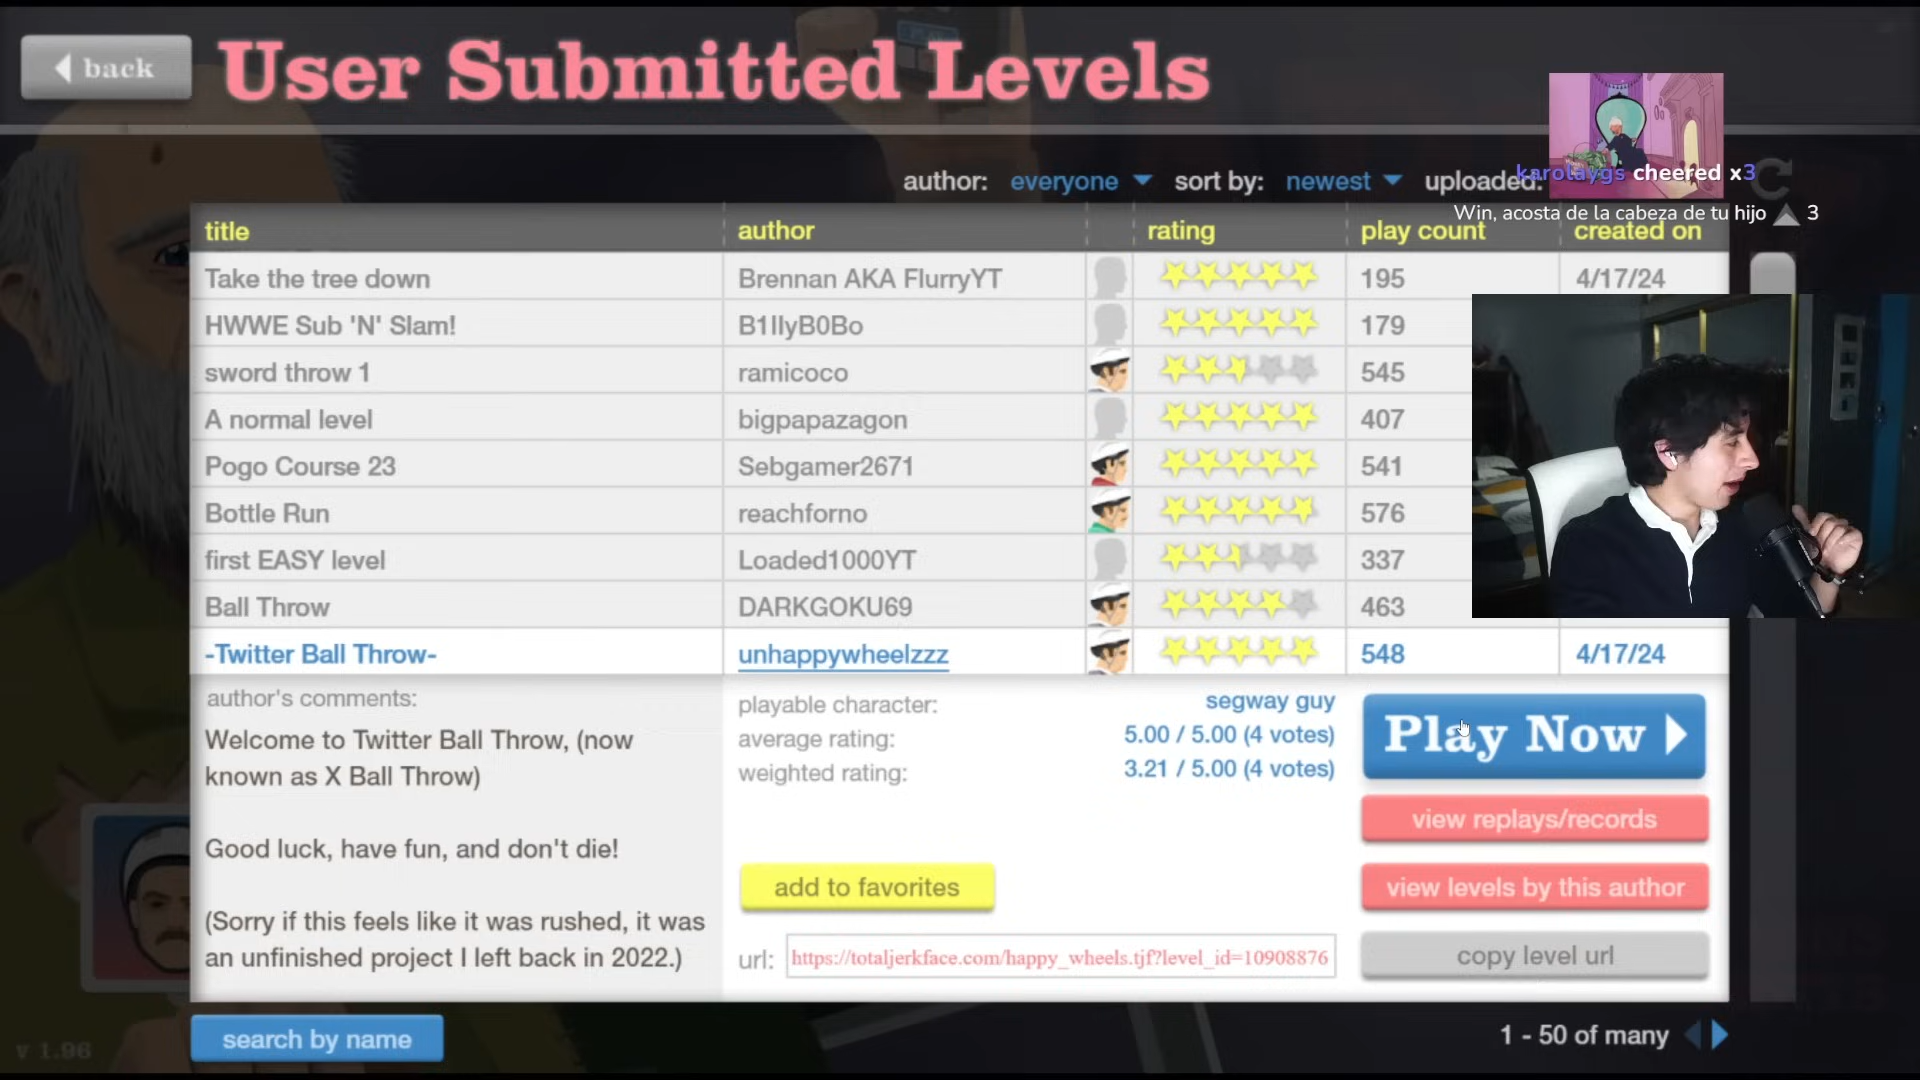 back
User Submitted Levels
author: everyone sort by: newest uploaded:
karolaygs cheered x3
Win, acosta de la cabeza de tu hijo 3
title author rating play count created on
Take the tree down Brennan AKA FlurryYT 195 4/17/24
HWWE Sub 'N' Slam! B1llyB0Bo 179
sword throw 1 ramicoco 545
A normal level bigpapazagon 407
Pogo Course 23 Sebgamer2671 541
Bottle Run reachforno 576
first EASY level Loaded1000YT 337
Ball Throw DARKGOKU69 463
-Twitter Ball Throw- unhappywheelzzz 548 4/17/24
author's comments:
Welcome to Twitter Ball Throw, (now
known as X Ball Throw)
Good luck, have fun, and don't die!
(Sorry if this feels like it was rushed, it was
an unfinished project I left back in 2022.)
playable character: segway guy
average rating: 5.00 / 5.00 (4 votes)
weighted rating: 3.21 / 5.00 (4 votes)
add to favorites
url: https://totaljerkface.com/happy_wheels.tjf?level_id=10908876
Play Now
view replays/records
view levels by this author
copy level url
v 1.96
search by name
1 - 50 of many